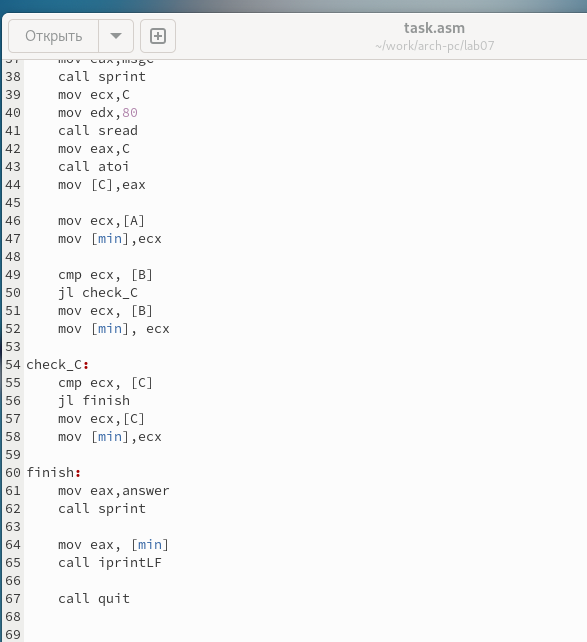 Открыть
task.asm
~/work/arch-pc/lab07
37 mov eax,msgC
38 call sprint
39 mov ecx,C
40 mov edx,80
41 call sread
42 mov eax,C
43 call atoi
44 mov [C],eax
45
46 mov ecx,[A]
47 mov [min],ecx
48
49 cmp ecx, [B]
50 jl check_C
51 mov ecx, [B]
52 mov [min], ecx
53
54 check_C:
55 cmp ecx, [C]
56 jl finish
57 mov ecx,[C]
58 mov [min],ecx
59
60 finish:
61 mov eax,answer
62 call sprint
63
64 mov eax, [min]
65 call iprintLF
66
67 call quit
68
69